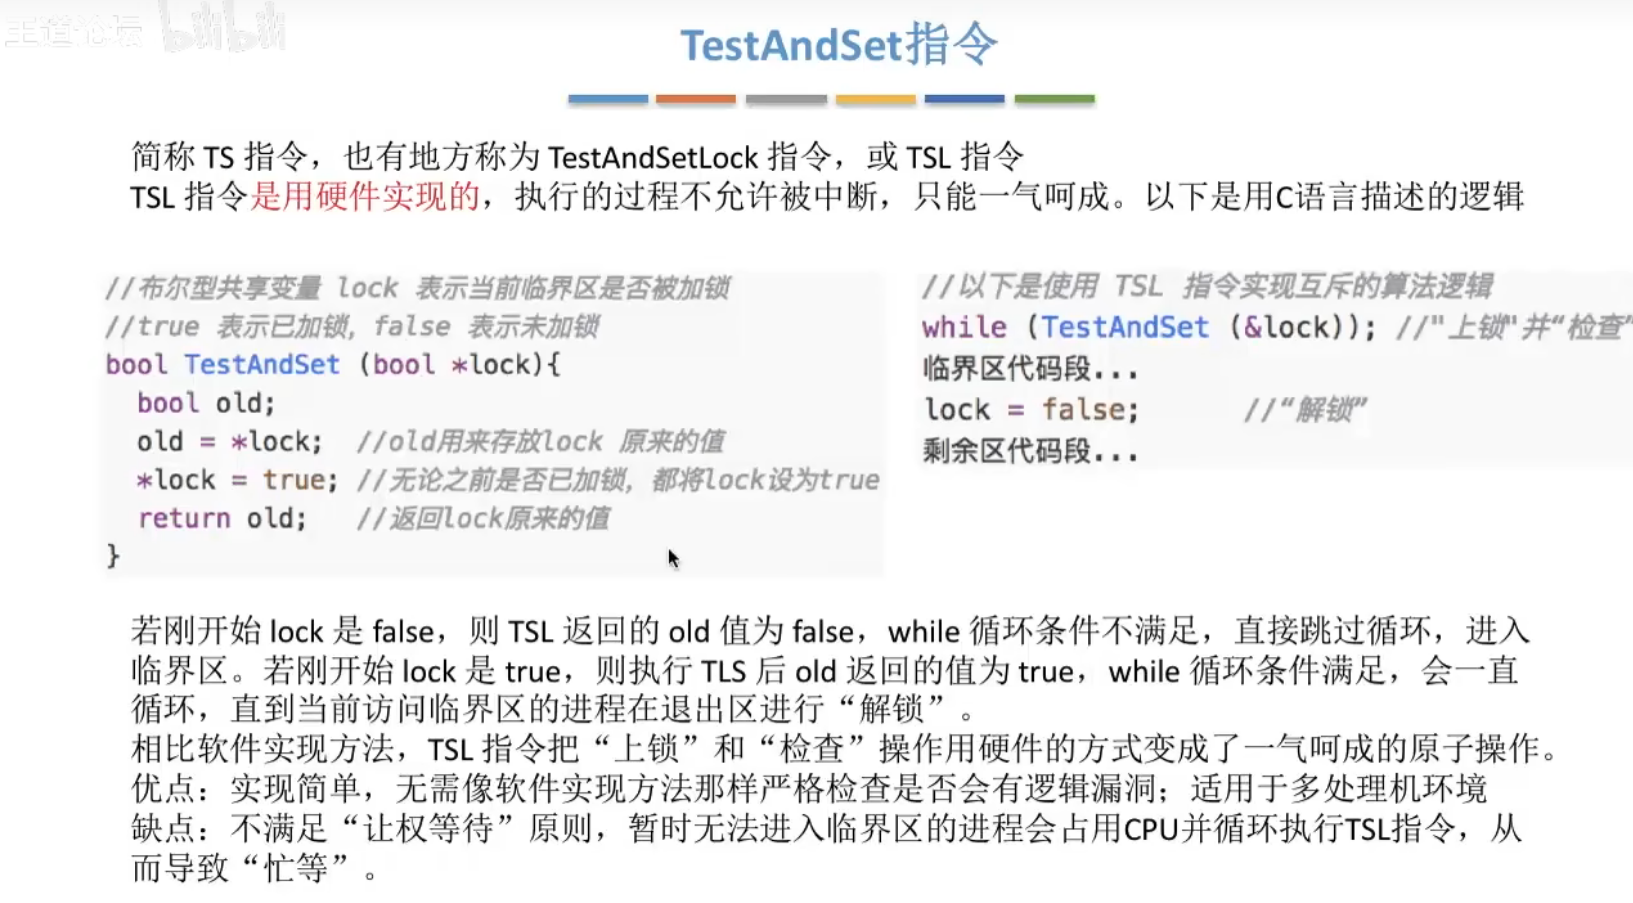 王道论坛 bilibili
TestAndSet指令
简称 TS 指令，也有地方称为 TestAndSetLock 指令，或 TSL 指令
TSL 指令是用硬件实现的，执行的过程不允许被中断，只能一气呵成。以下是用C语言描述的逻辑
//布尔型共享变量 lock 表示当前临界区是否被加锁
//true 表示已加锁，false 表示未加锁
bool TestAndSet (bool *lock){
bool old;
old = *lock; //old用来存放lock 原来的值
*lock = true; //无论之前是否已加锁，都将lock设为true
return old; //返回lock原来的值
}
//以下是使用 TSL 指令实现互斥的算法逻辑
while (TestAndSet (&lock)); //"上锁"并“检查”
临界区代码段...
lock = false; //“解锁”
剩余区代码段...
若刚开始 lock 是 false，则 TSL 返回的 old 值为 false，while 循环条件不满足，直接跳过循环，进入
临界区。若刚开始 lock 是 true，则执行 TLS 后 old 返回的值为 true，while 循环条件满足，会一直
循环，直到当前访问临界区的进程在退出区进行“解锁”。
相比软件实现方法，TSL 指令把“上锁”和“检查”操作用硬件的方式变成了一气呵成的原子操作。
优点：实现简单，无需像软件实现方法那样严格检查是否会有逻辑漏洞；适用于多处理机环境
缺点：不满足“让权等待”原则，暂时无法进入临界区的进程会占用CPU并循环执行TSL指令，从
而导致“忙等”。